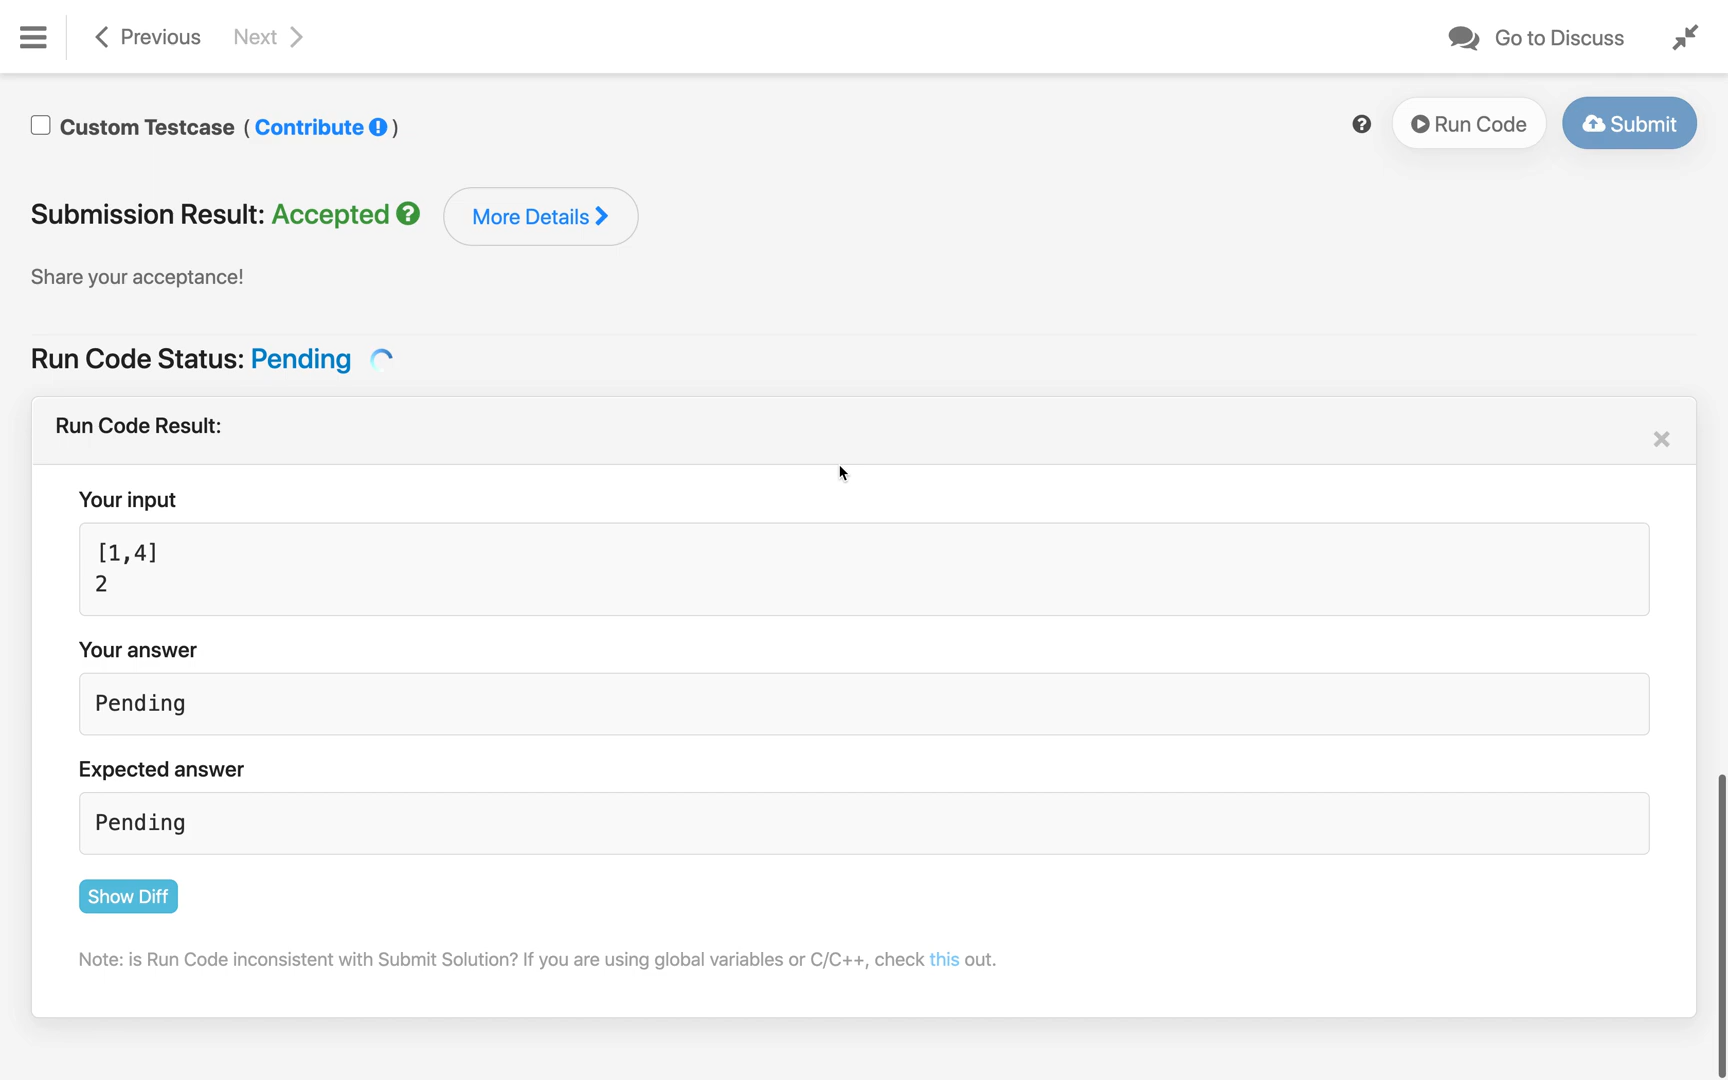 Previous Next Go to Discuss
Custom Testcase ( Contribute ) Run Code Submit
Submission Result: Accepted More Details
Share your acceptance!
Run Code Status: Pending
Run Code Result:
Your input
[1,4]
2
Your answer
Pending
Expected answer
Pending
Show Diff
Note: is Run Code inconsistent with Submit Solution? If you are using global variables or C/C++, check this out.